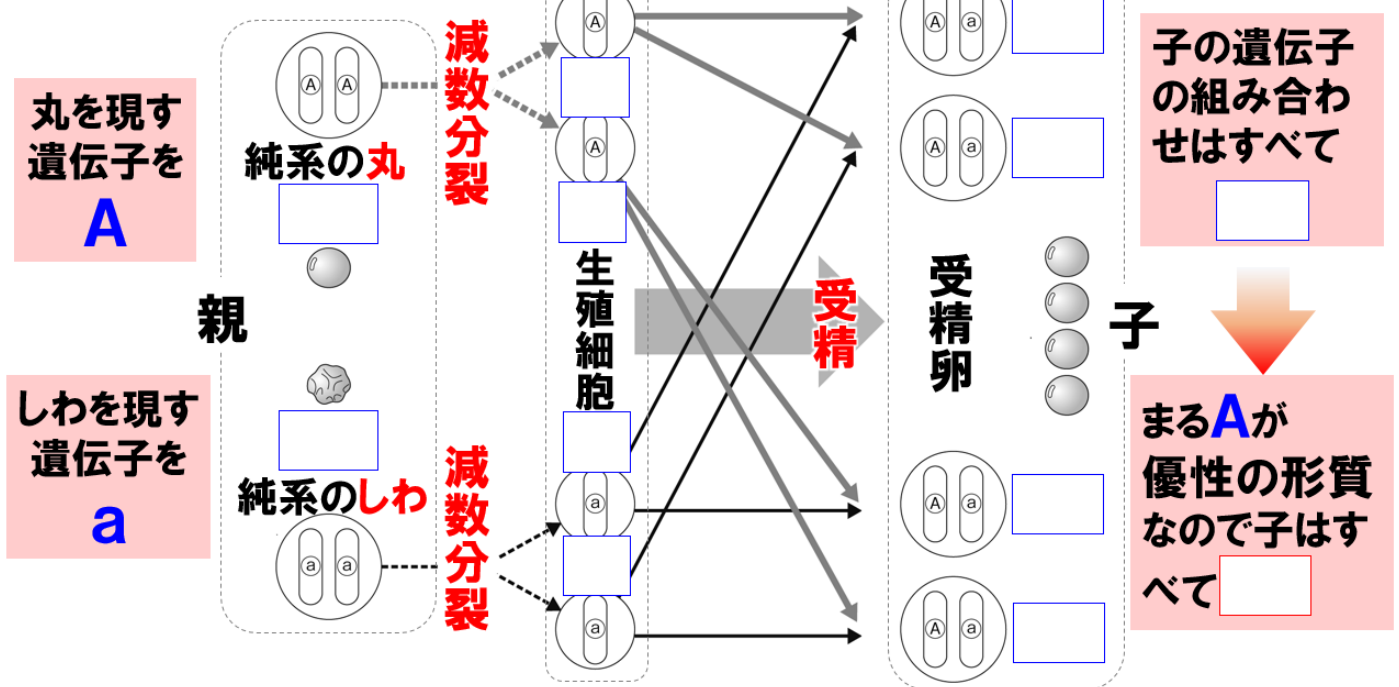 丸を現す
遺伝子を
A
しわを現す
遺伝子を
a
親
A A
純系の丸
純系のしわ
a a
減数分裂
減数分裂
A
A
生殖細胞
a
a
受精
A a
A a
受精卵
子
A a
A a
子の遺伝子
の組み合わ
せはすべて
まるAが
優性の形質
なので子はす
べて